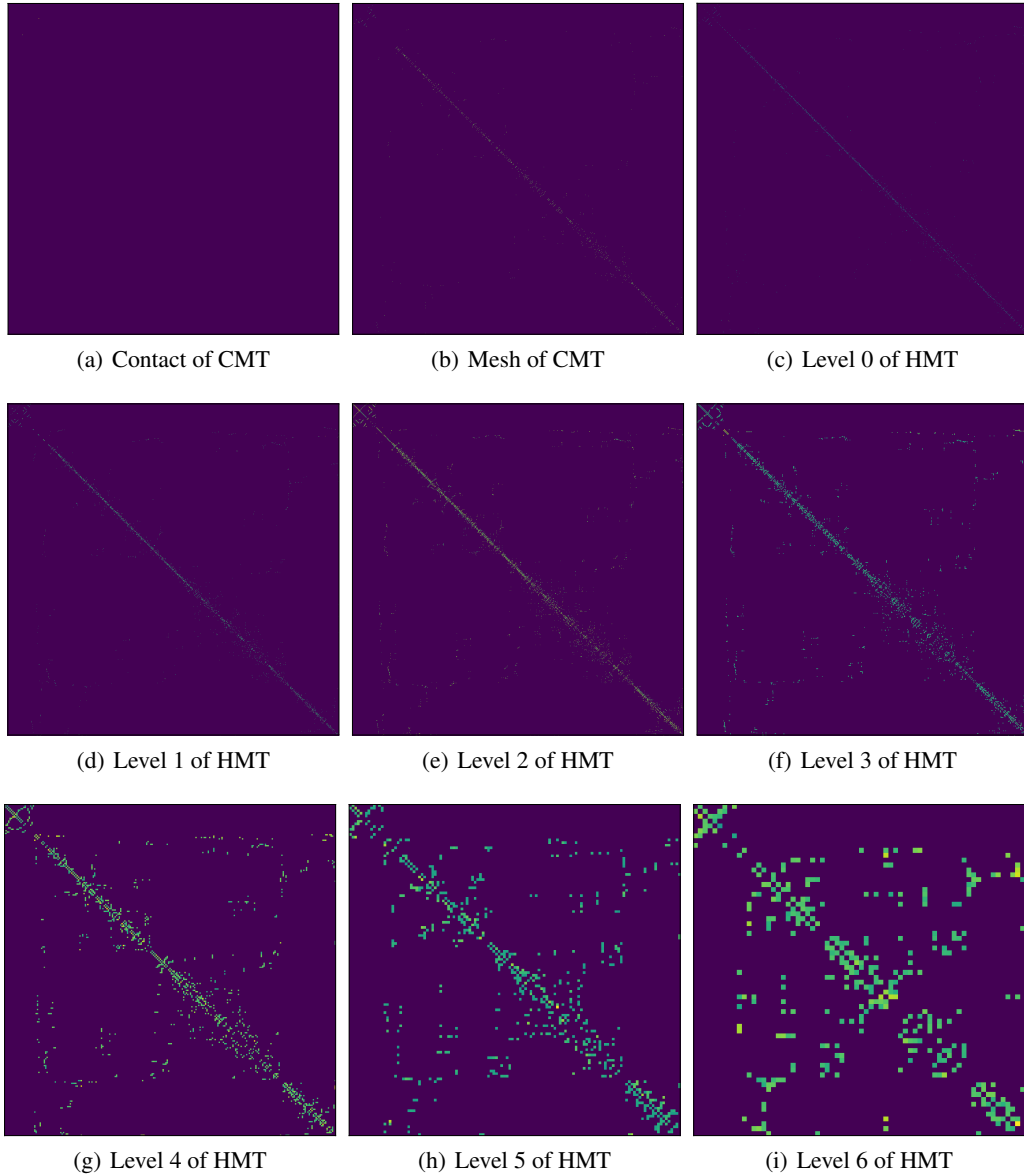 (a) Contact of CMT
(b) Mesh of CMT
(c) Level 0 of HMT
(d) Level 1 of HMT
(e) Level 2 of HMT
(f) Level 3 of HMT
(g) Level 4 of HMT
(h) Level 5 of HMT
(i) Level 6 of HMT